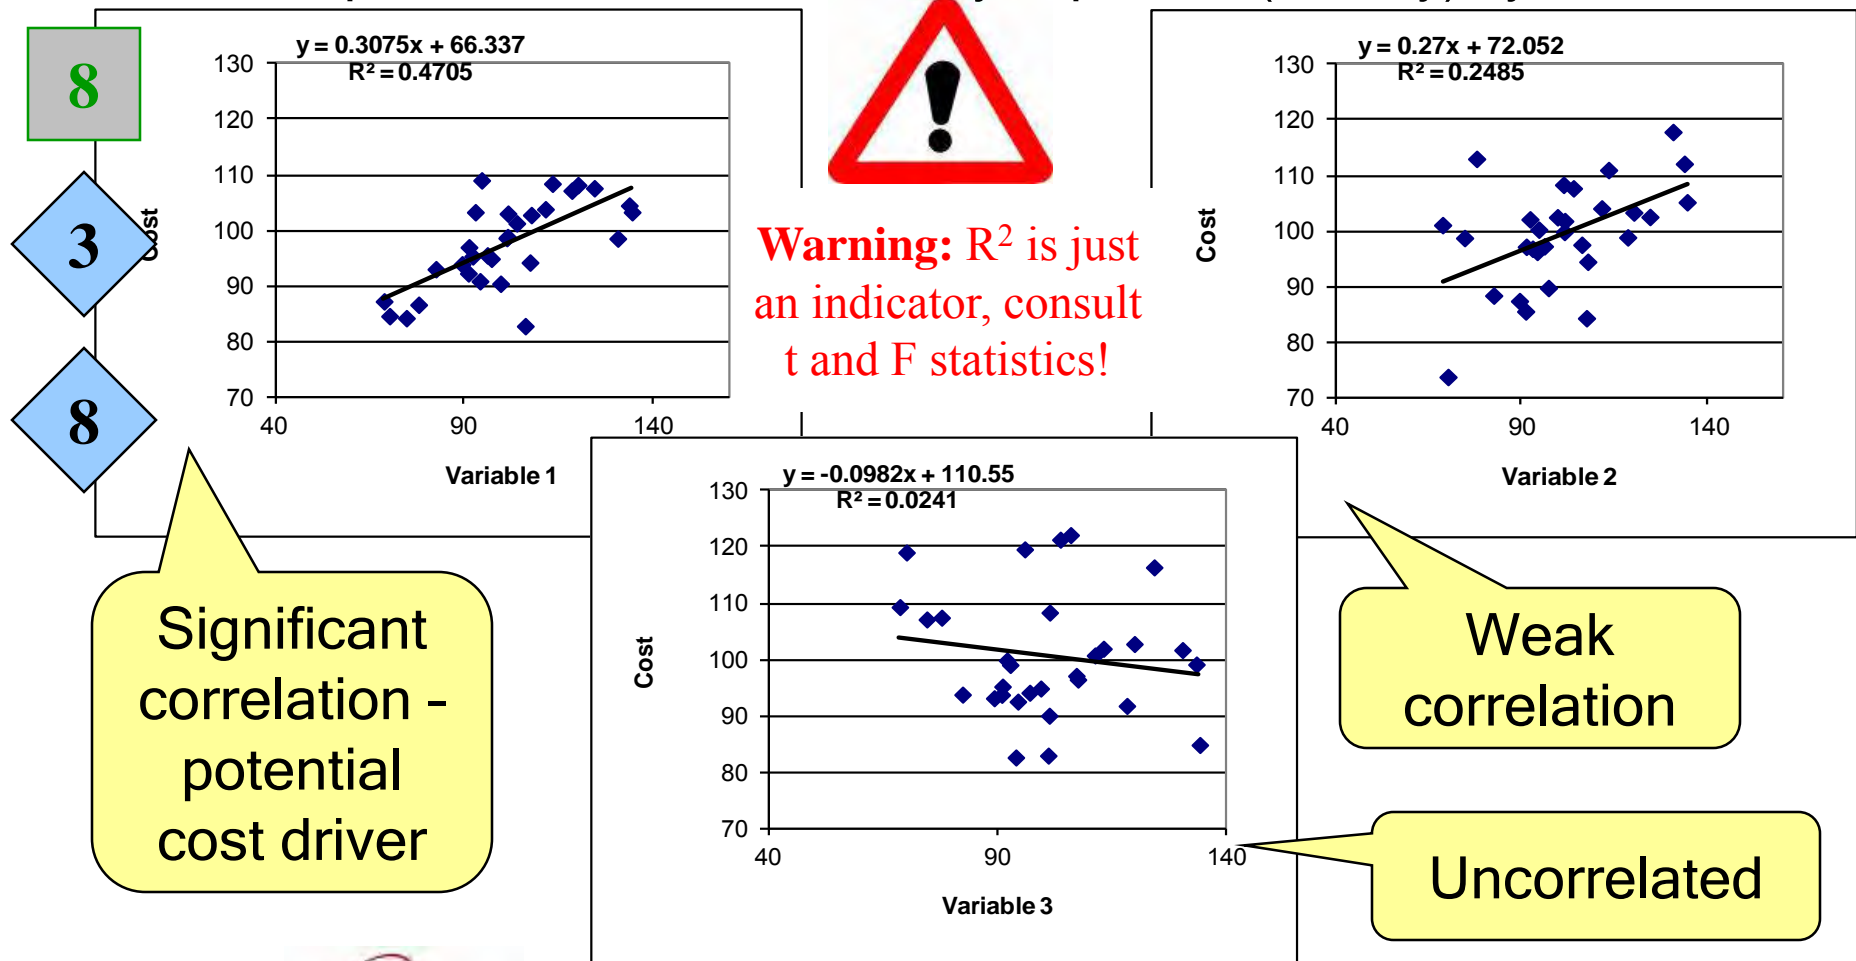 8
3
8
y = 0.3075x + 66.337
R² = 0.4705
130
120
110
100
90
80
70
Cost
40 90 140
Variable 1
Warning: R² is just
an indicator, consult
t and F statistics!
y = 0.27x + 72.052
R² = 0.2485
130
120
110
100
90
80
70
Cost
40 90 140
Variable 2
y = -0.0982x + 110.55
R² = 0.0241
130
120
110
100
90
80
70
Cost
40 90 140
Variable 3
Significant
correlation -
potential
cost driver
Weak
correlation
Uncorrelated